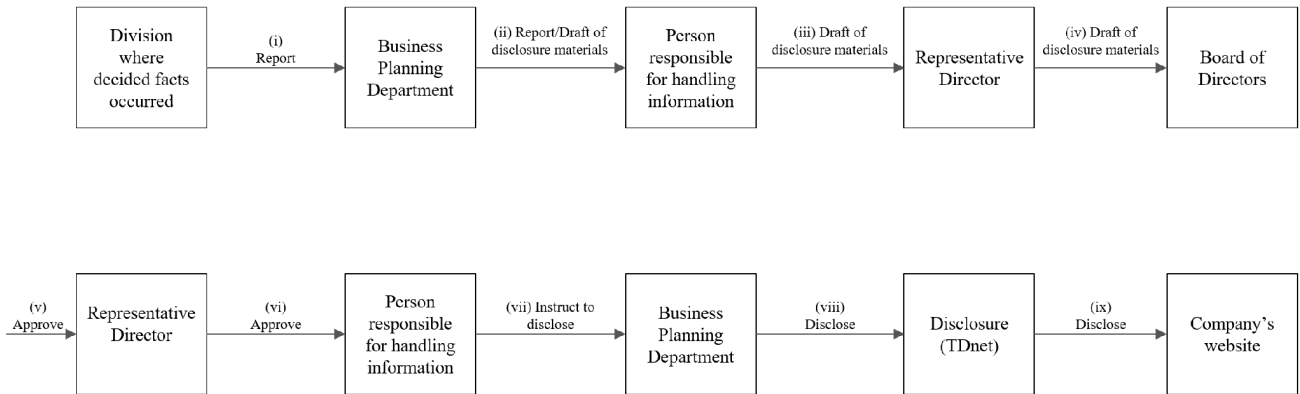 Division
where
decided facts
occurred
(i)
Report
Business
Planning
Department
(ii) Report/Draft of
disclosure materials
Person
responsible
for handling
information
(iii) Draft of
disclosure materials
Representative
Director
(iv) Draft of
disclosure materials
Board of
Directors
(v)
Approve
Representative
Director
(vi)
Approve
Person
responsible
for handling
information
(vii) Instruct to
disclose
Business
Planning
Department
(viii)
Disclose
Disclosure
(TDnet)
(ix)
Disclose
Company’s
website